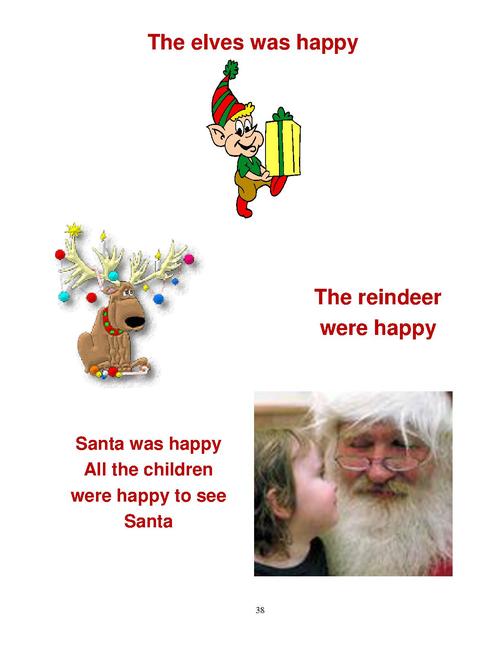 The elves was happy
The reindeer
were happy
Santa was happy
All the children
were happy to see
Santa
38